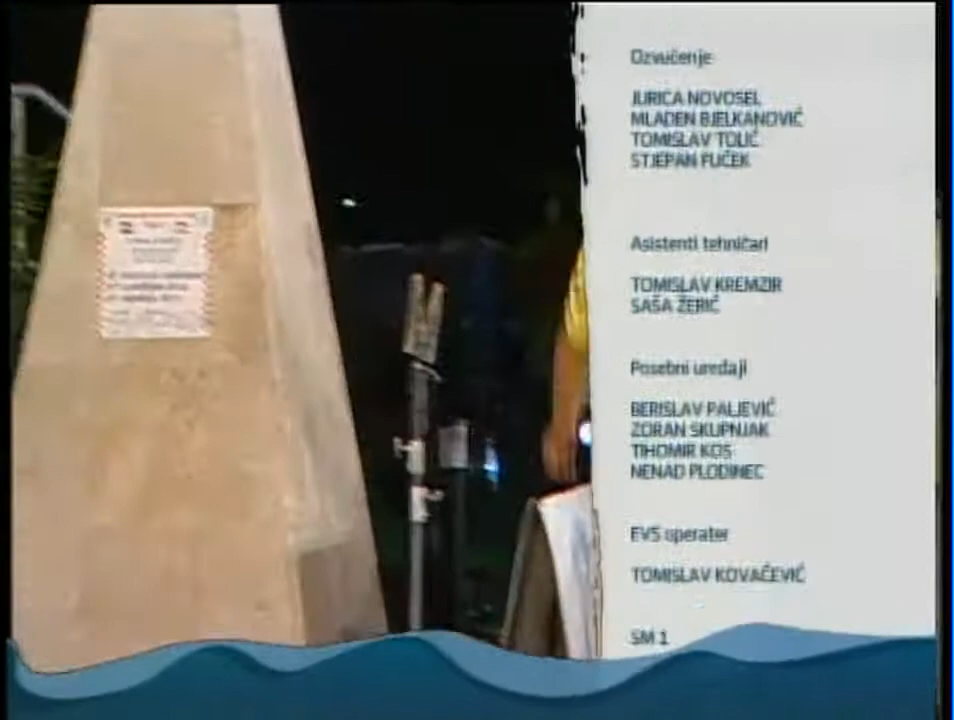 Ozvučenje
JURICA NOVOSEL
MLADEN BJELKANOVIĆ
TOMISLAV TOLIĆ
STJEPAN FUČEK
Asistenti tehničari
TOMISLAV KREMZIR
SAŠA ŽERIĆ
Posebni uređaji
BERISLAV PALJEVIĆ
ZORAN SKUPNJAK
TIHOMIR KOS
NENAD PLODINEC
EVS operater
TOMISLAV KOVAČEVIĆ
SM 1